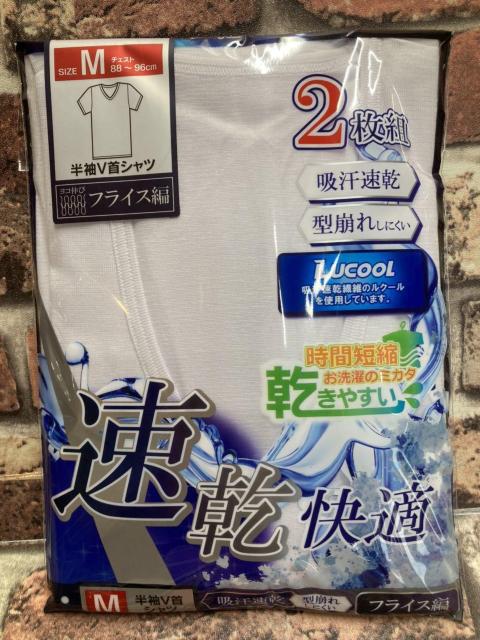 SIZE M チェスト 88～96cm
半袖V首シャツ
ヨコ伸び フライス編
2枚組
吸汗速乾
型崩れしにくい
LUCOOL
吸汗速乾繊維のルクール
を使用しています。
時間短縮
お洗濯のミカタ
乾きやすい
速乾快適
M 半袖V首シャツ 吸汗速乾 型崩れしにくい フライス編